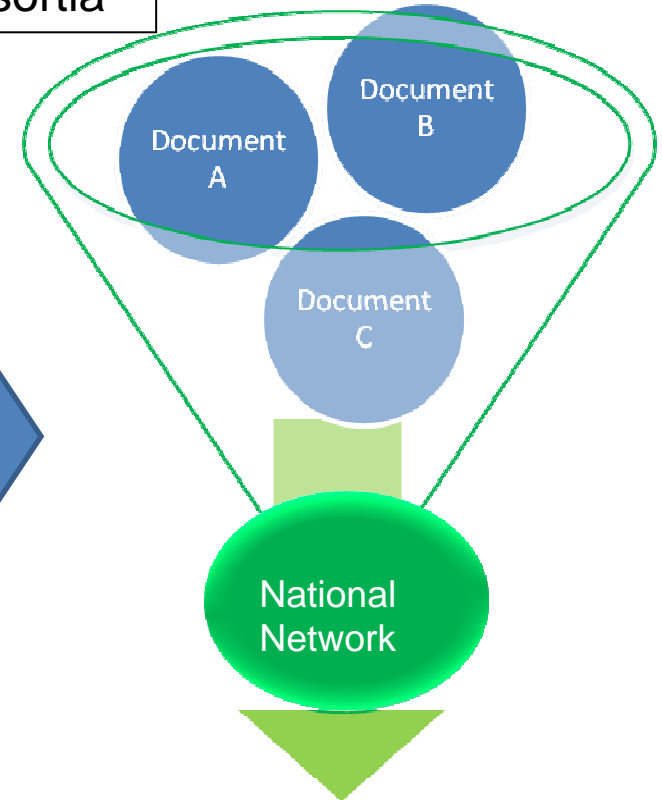 sortia
Document
B
Document
A
Document
C
National
Network